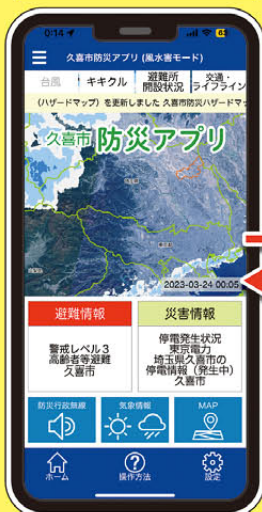 0:14
63
久喜市防災アプリ (風水害モード)
台風
キキクル
避難所
開設状況
交通・
ライフライン
(ハザードマップ) を更新しました 久喜市防災ハザードマッ
久喜市 防災アプリ
2023-03-24 00:05
避難情報
警戒レベル3
高齢者等避難
久喜市
災害情報
停電発生状況
東京電力
埼玉県久喜市の
停電情報 (発生中)
久喜市
防災行政無線
気象情報
MAP
ホーム
操作方法
設定